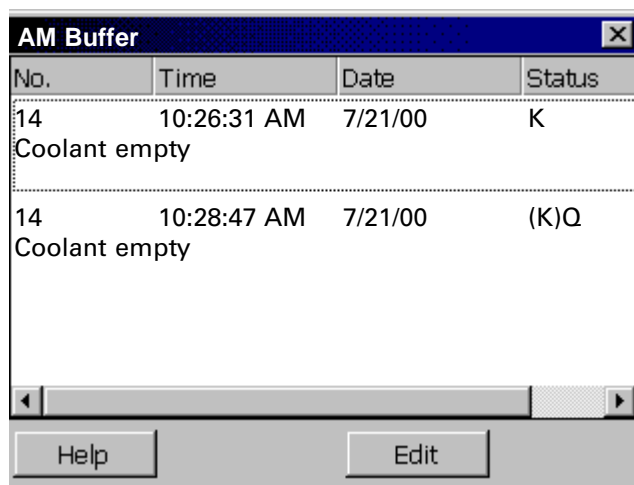 AM Buffer
No. Time Date Status
14 10:26:31 AM 7/21/00 K
Coolant empty
14 10:28:47 AM 7/21/00 (K)Q
Coolant empty
Help Edit